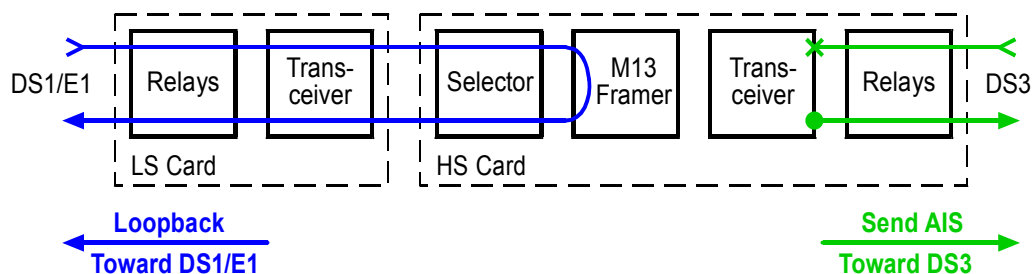 DS1/E1
Relays
Trans-
ceiver
LS Card
Selector
M13
Framer
Trans-
ceiver
Relays
HS Card
DS3
Loopback
Toward DS1/E1
Send AIS
Toward DS3